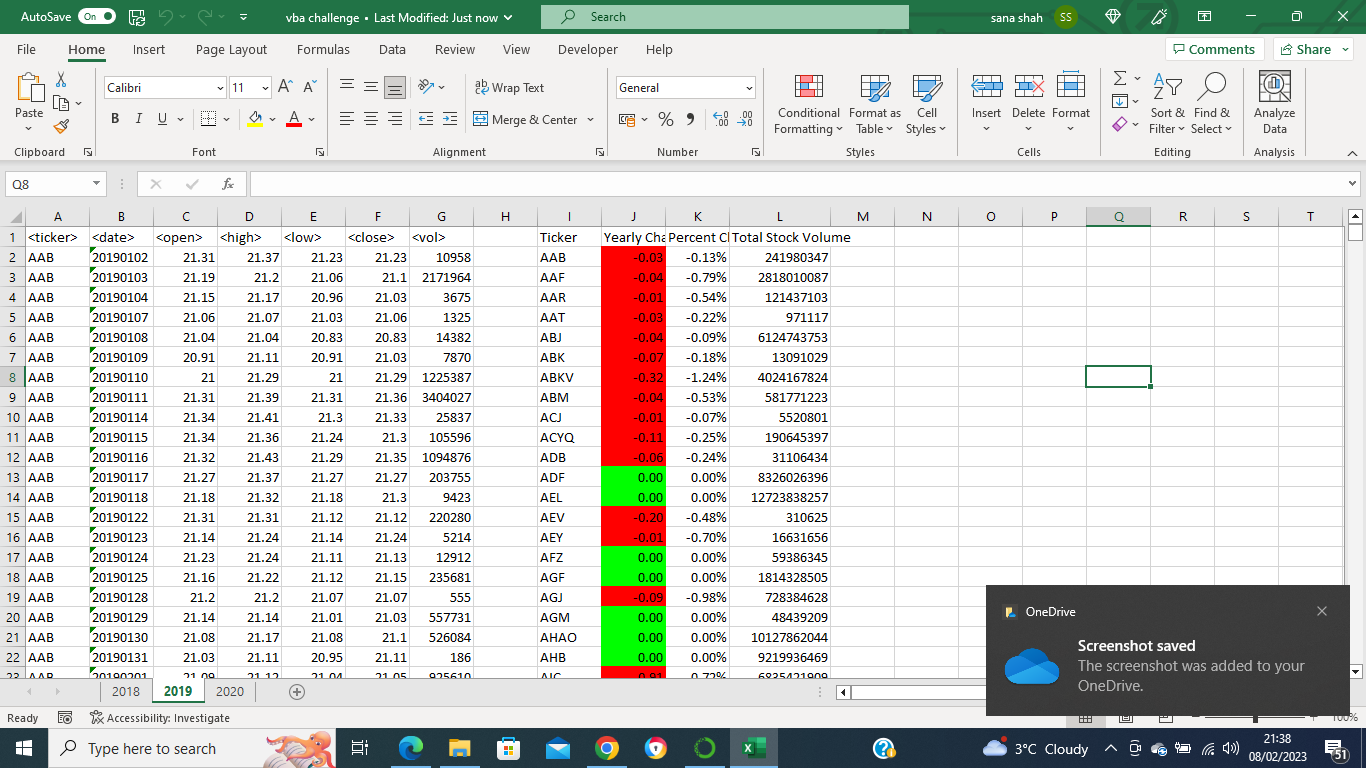 AutoSave On vba challenge • Last Modified: Just now Search sana shah SS
File Home Insert Page Layout Formulas Data Review View Developer Help Comments Share
Calibri 11 A A ab Wrap Text General
Paste B I U A Merge & Center % 9 Conditional Formatting Format as Table Cell Styles Insert Delete Format Sort & Filter Find & Select Analyze Data
Clipboard Font Alignment Number Styles Cells Editing Analysis
Q8 fx
A B C D E F G H I J K L M N O P Q R S T
1 <ticker> <date> <open> <high> <low> <close> <vol> Ticker Yearly Cha Percent Cl Total Stock Volume
2 AAB 20190102 21.31 21.37 21.23 21.23 10958 AAB -0.03 -0.13% 241980347
3 AAB 20190103 21.19 21.2 21.06 21.1 2171964 AAF -0.04 -0.79% 2818010087
4 AAB 20190104 21.15 21.17 20.96 21.03 3675 AAR -0.01 -0.54% 121437103
5 AAB 20190107 21.06 21.07 21.03 21.06 1325 AAT -0.03 -0.22% 971117
6 AAB 20190108 21.04 21.04 20.83 20.83 14382 ABJ -0.04 -0.09% 6124743753
7 AAB 20190109 20.91 21.11 20.91 21.03 7870 ABK -0.07 -0.18% 13091029
8 AAB 20190110 21 21.29 21 21.29 1225387 ABKV -0.32 -1.24% 4024167824
9 AAB 20190111 21.31 21.39 21.31 21.36 3404027 ABM -0.04 -0.53% 581771223
10 AAB 20190114 21.34 21.41 21.3 21.33 25837 ACJ -0.01 -0.07% 5520801
11 AAB 20190115 21.34 21.36 21.24 21.3 105596 ACYQ -0.11 -0.25% 190645397
12 AAB 20190116 21.32 21.43 21.29 21.35 1094876 ADB -0.06 -0.24% 31106434
13 AAB 20190117 21.27 21.37 21.27 21.27 203755 ADF 0.00 0.00% 8326026396
14 AAB 20190118 21.18 21.32 21.18 21.3 9423 AEL 0.00 0.00% 12723838257
15 AAB 20190122 21.31 21.31 21.12 21.12 220280 AEV -0.20 -0.48% 310625
16 AAB 20190123 21.14 21.24 21.14 21.24 5214 AEY -0.01 -0.70% 16631656
17 AAB 20190124 21.23 21.24 21.11 21.13 12912 AFZ 0.00 0.00% 59386345
18 AAB 20190125 21.16 21.22 21.12 21.15 235681 AGF 0.00 0.00% 1814328505
19 AAB 20190128 21.2 21.2 21.07 21.07 555 AGJ -0.09 -0.98% 728384628
20 AAB 20190129 21.14 21.14 21.01 21.03 557731 AGM 0.00 0.00% 48439209
21 AAB 20190130 21.08 21.17 21.08 21.1 526084 AHAO 0.00 0.00% 10127862044
22 AAB 20190131 21.03 21.11 20.95 21.11 186 AHB 0.00 0.00% 9219936469
OneDrive
Screenshot saved
The screenshot was added to your
OneDrive.
2018 2019 2020
Ready Accessibility: Investigate 100%
Type here to search 3°C Cloudy 21:38
08/02/2023 51